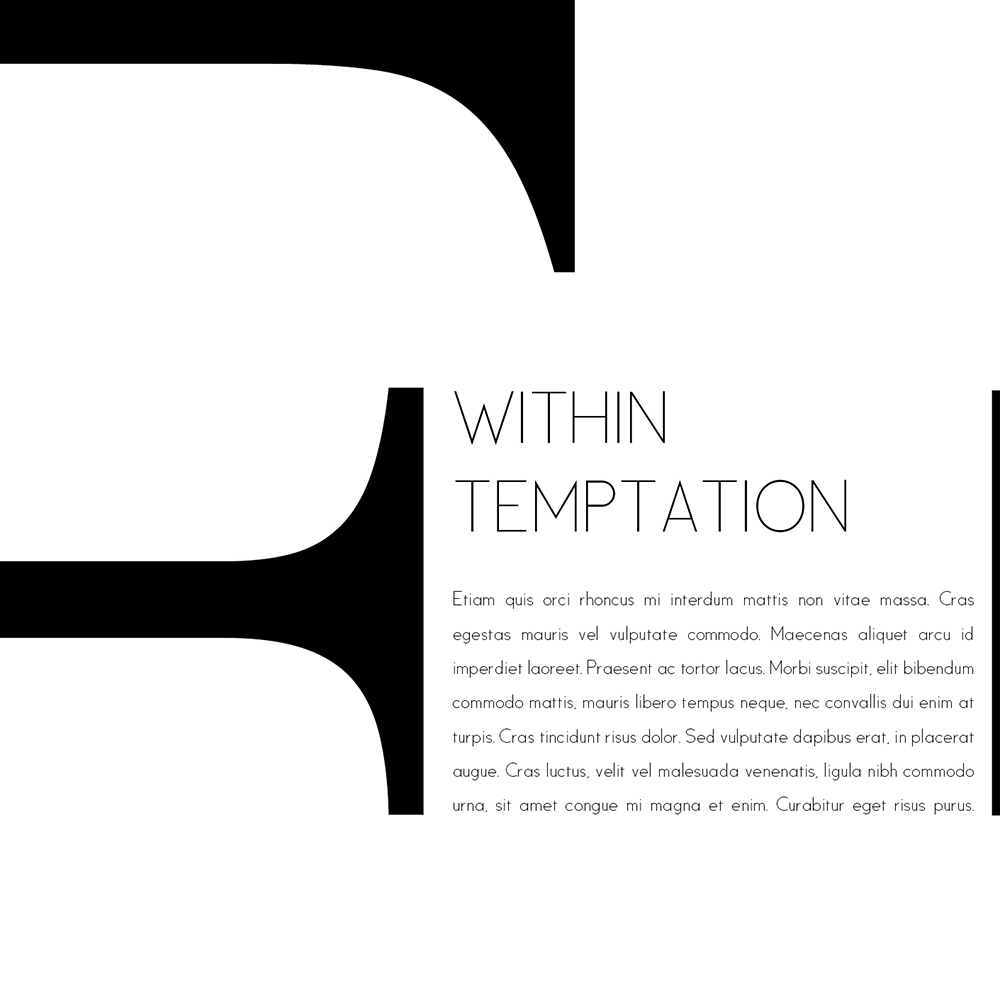 WITHIN
TEMPTATION
Etiam quis orci rhoncus mi interdum mattis non vitae massa. Cras
egestas mauris vel vulputate commodo. Maecenas aliquet arcu id
imperdiet laoreet. Praesent ac tortor lacus. Morbi suscipit, elit bibendum
commodo mattis, mauris libero tempus neque, nec convallis dui enim at
turpis. Cras tincidunt risus dolor. Sed vulputate dapibus erat, in placerat
augue. Cras luctus, velit vel malesuada venenatis, ligula nibh commodo
urna, sit amet congue mi magna et enim. Curabitur eget risus purus.